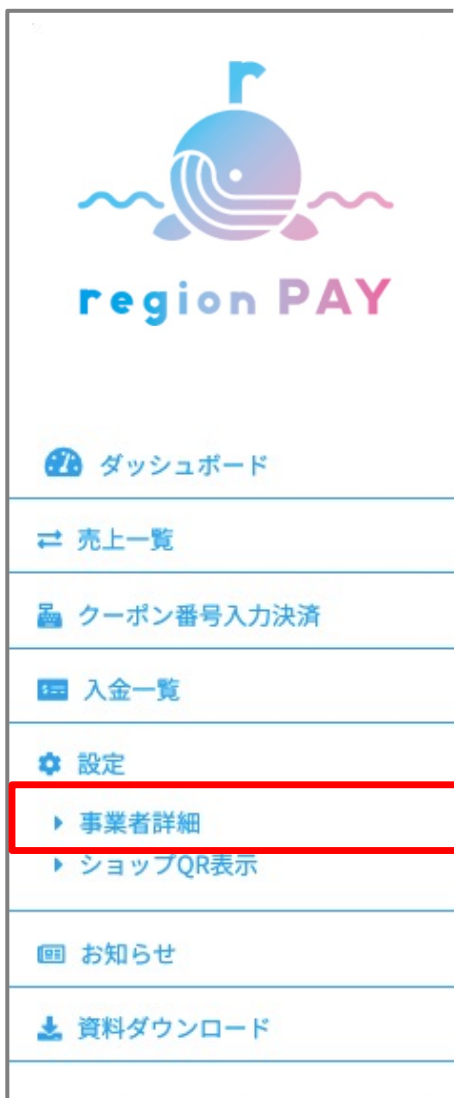 r
region PAY
ダッシュボード
売上一覧
クーポン番号入力決済
入金一覧
設定
事業者詳細
ショップQR表示
お知らせ
資料ダウンロード